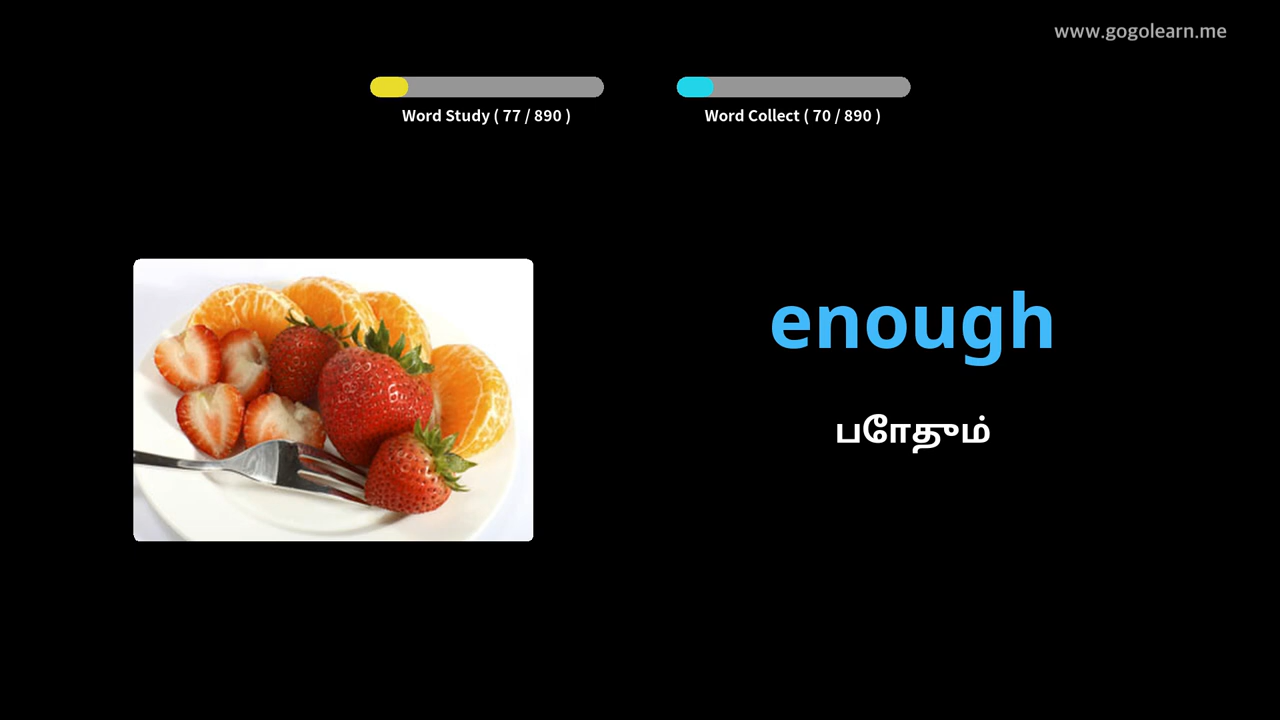 www.gogolearn.me
Word Study ( 77 / 890 )
Word Collect ( 70 / 890 )
enough
போதும்